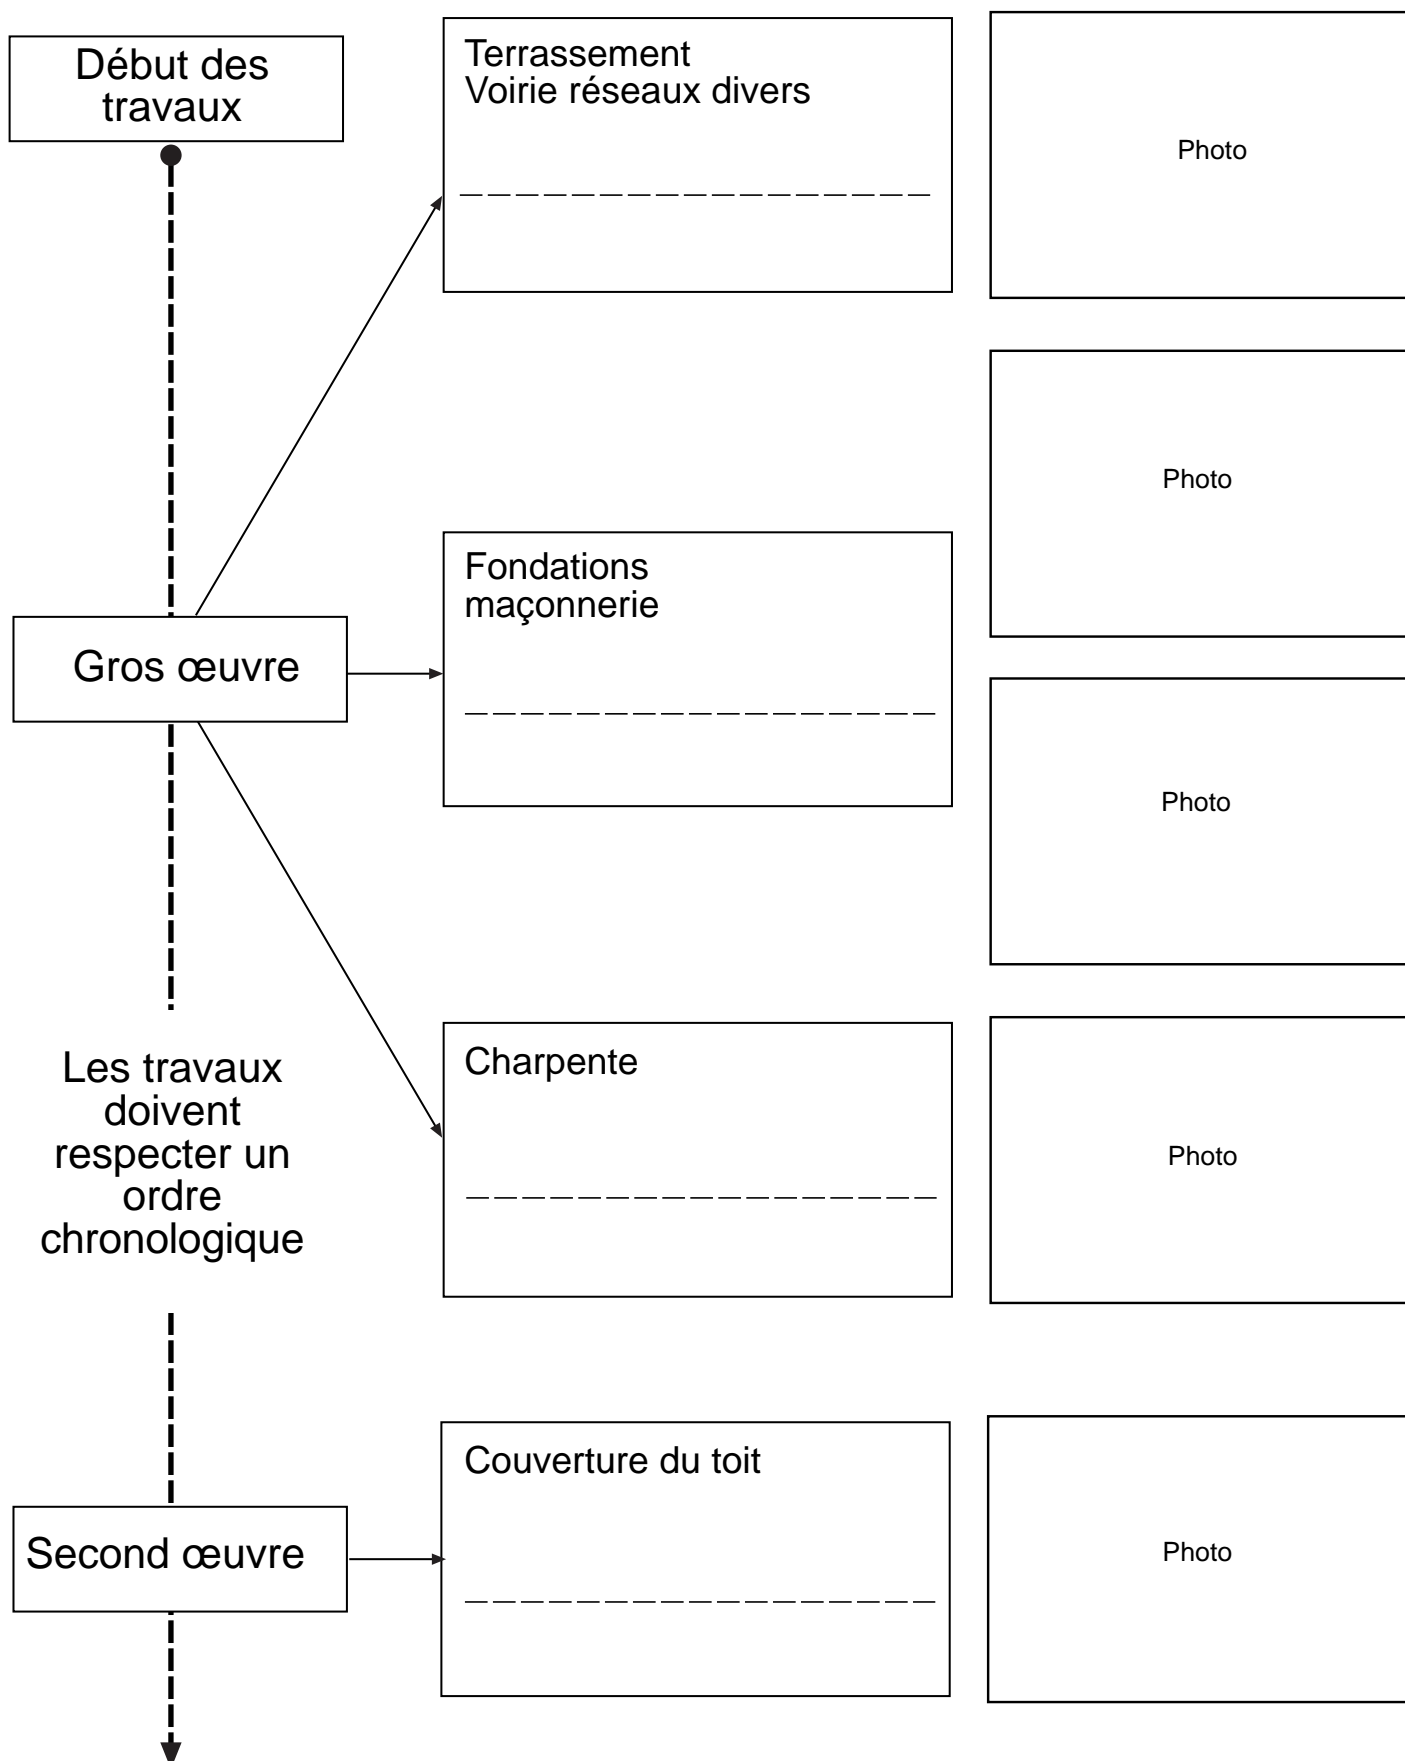 Début des
travaux
Terrassement
Voirie réseaux divers
Photo
Photo
Fondations
maçonnerie
Gros œuvre
Photo
Charpente
Les travaux
doivent
respecter un
ordre
chronologique
Photo
Couverture du toit
Second œuvre
Photo